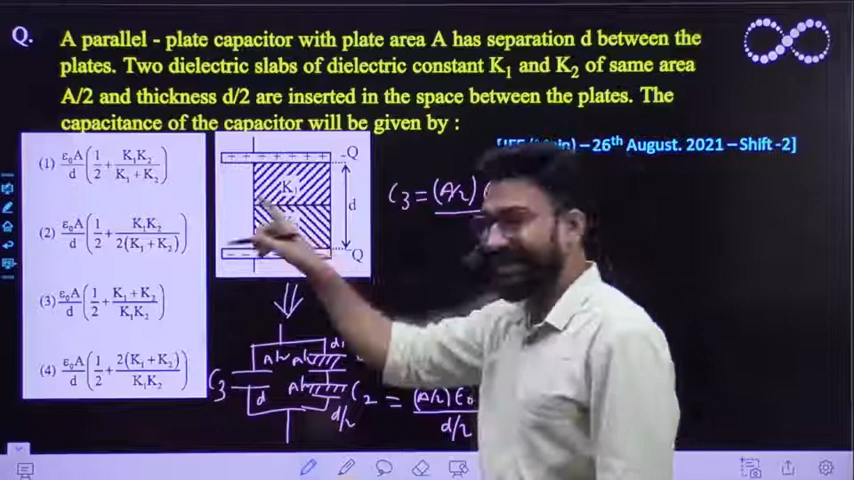 Q. A parallel - plate capacitor with plate area A has separation d between the
plates. Two dielectric slabs of dielectric constant K₁ and K₂ of same area
A/2 and thickness d/2 are inserted in the space between the plates. The
capacitance of the capacitor will be given by :
26th August. 2021 – Shift -2]
(1) ε₀A/d (1/2 + K₁K₂/(K₁ + K₂))
(2) ε₀A/d (1/2 + K₁K₂/2(K₁ + K₂))
(3) ε₀A/d (1/2 + (K₁ + K₂)/K₁K₂)
(4) ε₀A/d (1/2 + 2(K₁ + K₂)/K₁K₂)
-Q
K₁
d
Q
C₃ = (A/2)
C₃
d
C₂ = (A/2) ε₀
d/2
d/2